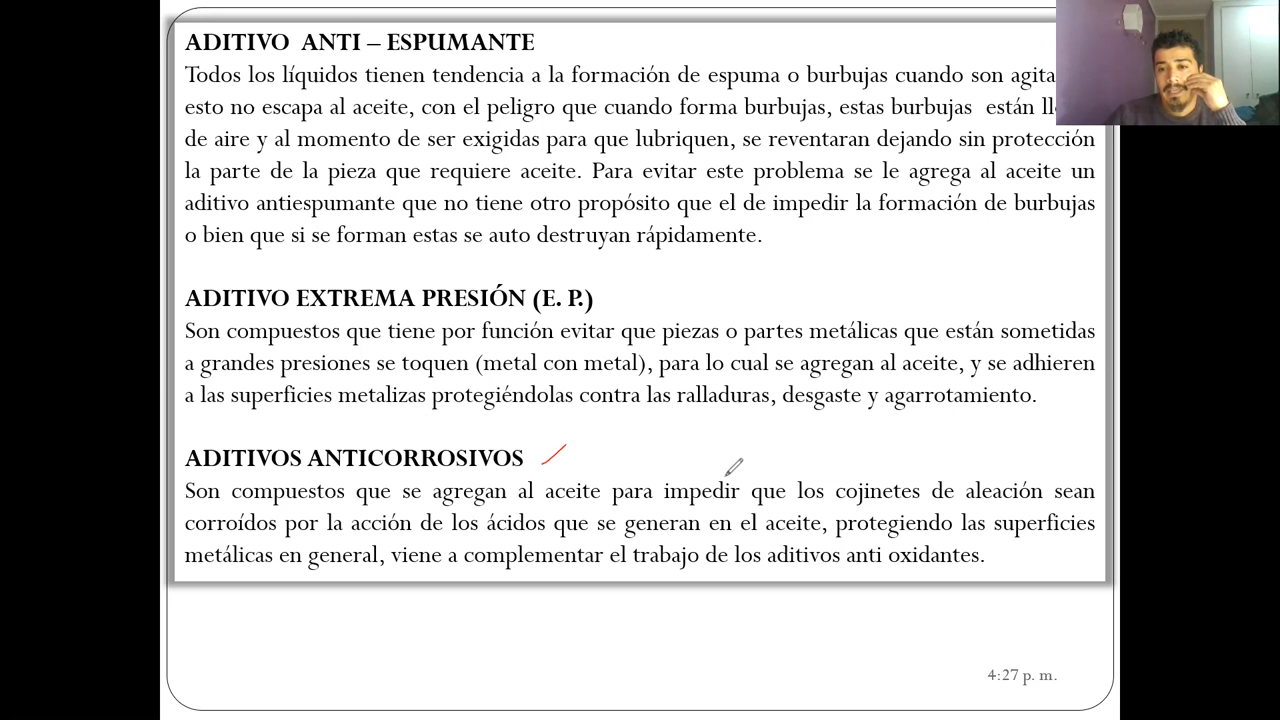 ADITIVO ANTI – ESPUMANTE
Todos los líquidos tienen tendencia a la formación de espuma o burbujas cuando son
esto no escapa al aceite, con el peligro que cuando forma burbujas, estas burbujas están
de aire y al momento de ser exigidas para que lubriquen, se reventaran dejando sin protección
la parte de la pieza que requiere aceite. Para evitar este problema se le agrega al aceite un
aditivo antiespumante que no tiene otro propósito que el de impedir la formación de burbujas
o bien que si se forman estas se auto destruyan rápidamente.
ADITIVO EXTREMA PRESIÓN (E. P.)
Son compuestos que tiene por función evitar que piezas o partes metálicas que están sometidas
a grandes presiones se toquen (metal con metal), para lo cual se agregan al aceite, y se adhieren
a las superficies metalizas protegiéndolas contra las ralladuras, desgaste y agarrotamiento.
ADITIVOS ANTICORROSIVOS
Son compuestos que se agregan al aceite para impedir que los cojinetes de aleación sean
corroídos por la acción de los ácidos que se generan en el aceite, protegiendo las superficies
metálicas en general, viene a complementar el trabajo de los aditivos anti oxidantes.
4:27 p. m.